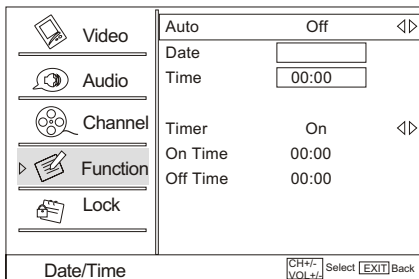 Video
Audio
Channel
Function
Lock
Auto Off
Date
Time 00:00
Timer On
On Time 00:00
Off Time 00:00
Date/Time
CH+/- VOL+/- Select EXIT Back